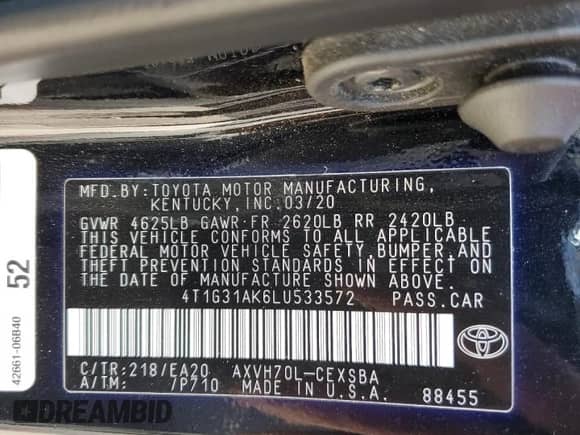 MFD.BY:TOYOTA MOTOR MANUFACTURING,
KENTUCKY, INC.03/20
GVWR 4625LB GAWR FR 2620LB RR 2420LB
THIS VEHICLE CONFORMS TO ALL APPLICABLE
FEDERAL MOTOR VEHICLE SAFETY,BUMPER,AND
THEFT PREVENTION STANDARDS IN EFFECT ON
THE DATE OF MANUFACTURE SHOWN ABOVE.
4T1G31AK6LU533572 PASS.CAR
C/TR:218/EA20 AXVH70L-CEXSBA
A/TM: /P710 MADE IN U.S.A. 88455
TOYOTA
52
42661-06B40
DREAMBID